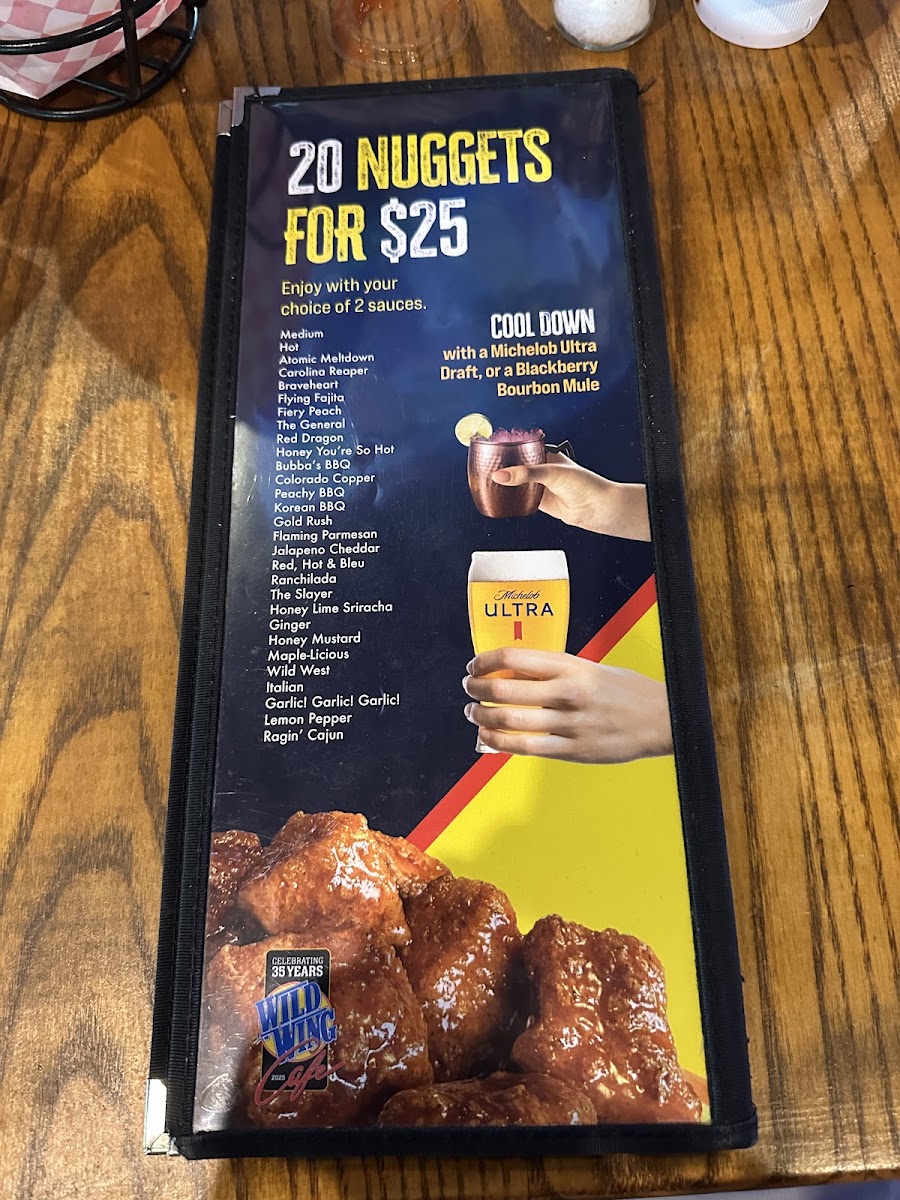 20 NUGGETS
FOR $25
Enjoy with your
choice of 2 sauces.
Medium
Hot
Atomic Meltdown
Carolina Reaper
Braveheart
Flying Fajita
Fiery Peach
The General
Red Dragon
Honey You're So Hot
Bubba's BBQ
Colorado Copper
Peachy BBQ
Korean BBQ
Gold Rush
Flaming Parmesan
Jalapeno Cheddar
Red, Hot & Bleu
Ranchilada
The Slayer
Honey Lime Sriracha
Ginger
Honey Mustard
Maple-Licious
Wild West
Italian
Garlic! Garlic! Garlic!
Lemon Pepper
Ragin' Cajun
COOL DOWN
with a Michelob Ultra
Draft, or a Blackberry
Bourbon Mule
Michelob
ULTRA
CELEBRATING
35 YEARS
WILD
WING
Cafe
2025